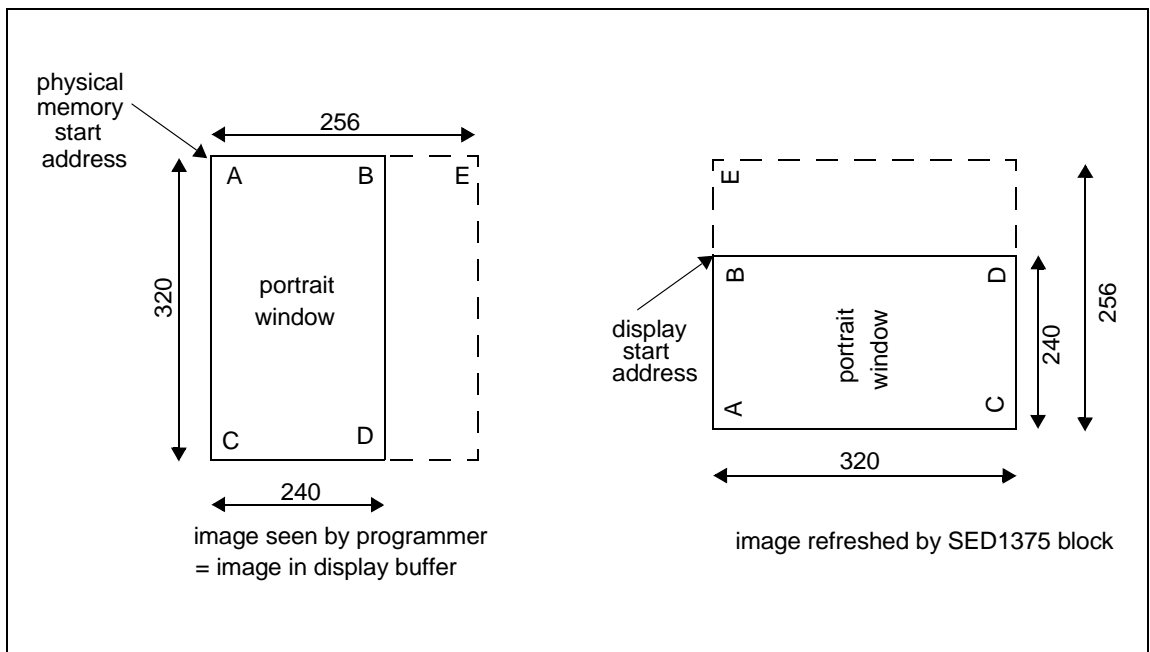 physical
memory
start
address
256
A
B
E
320
portrait
window
C
D
240
image seen by programmer
= image in display buffer
E
display
start
address
B
D
portrait
window
A
C
240
256
320
image refreshed by SED1375 block